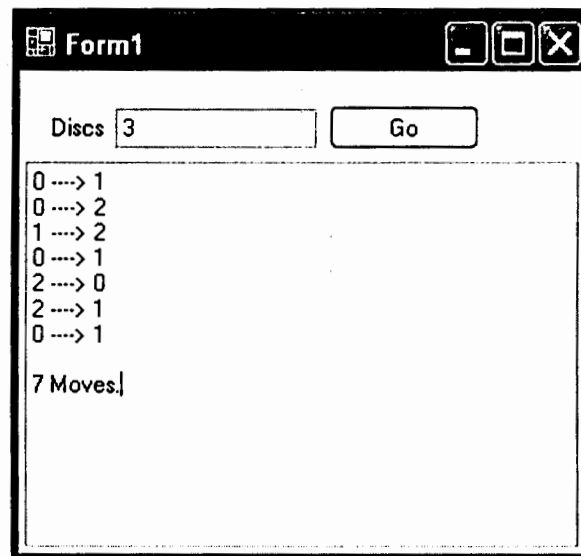 Form1
Discs 3 Go
0 ----> 1
0 ----> 2
1 ----> 2
0 ----> 1
2 ----> 0
2 ----> 1
0 ----> 1
7 Moves.